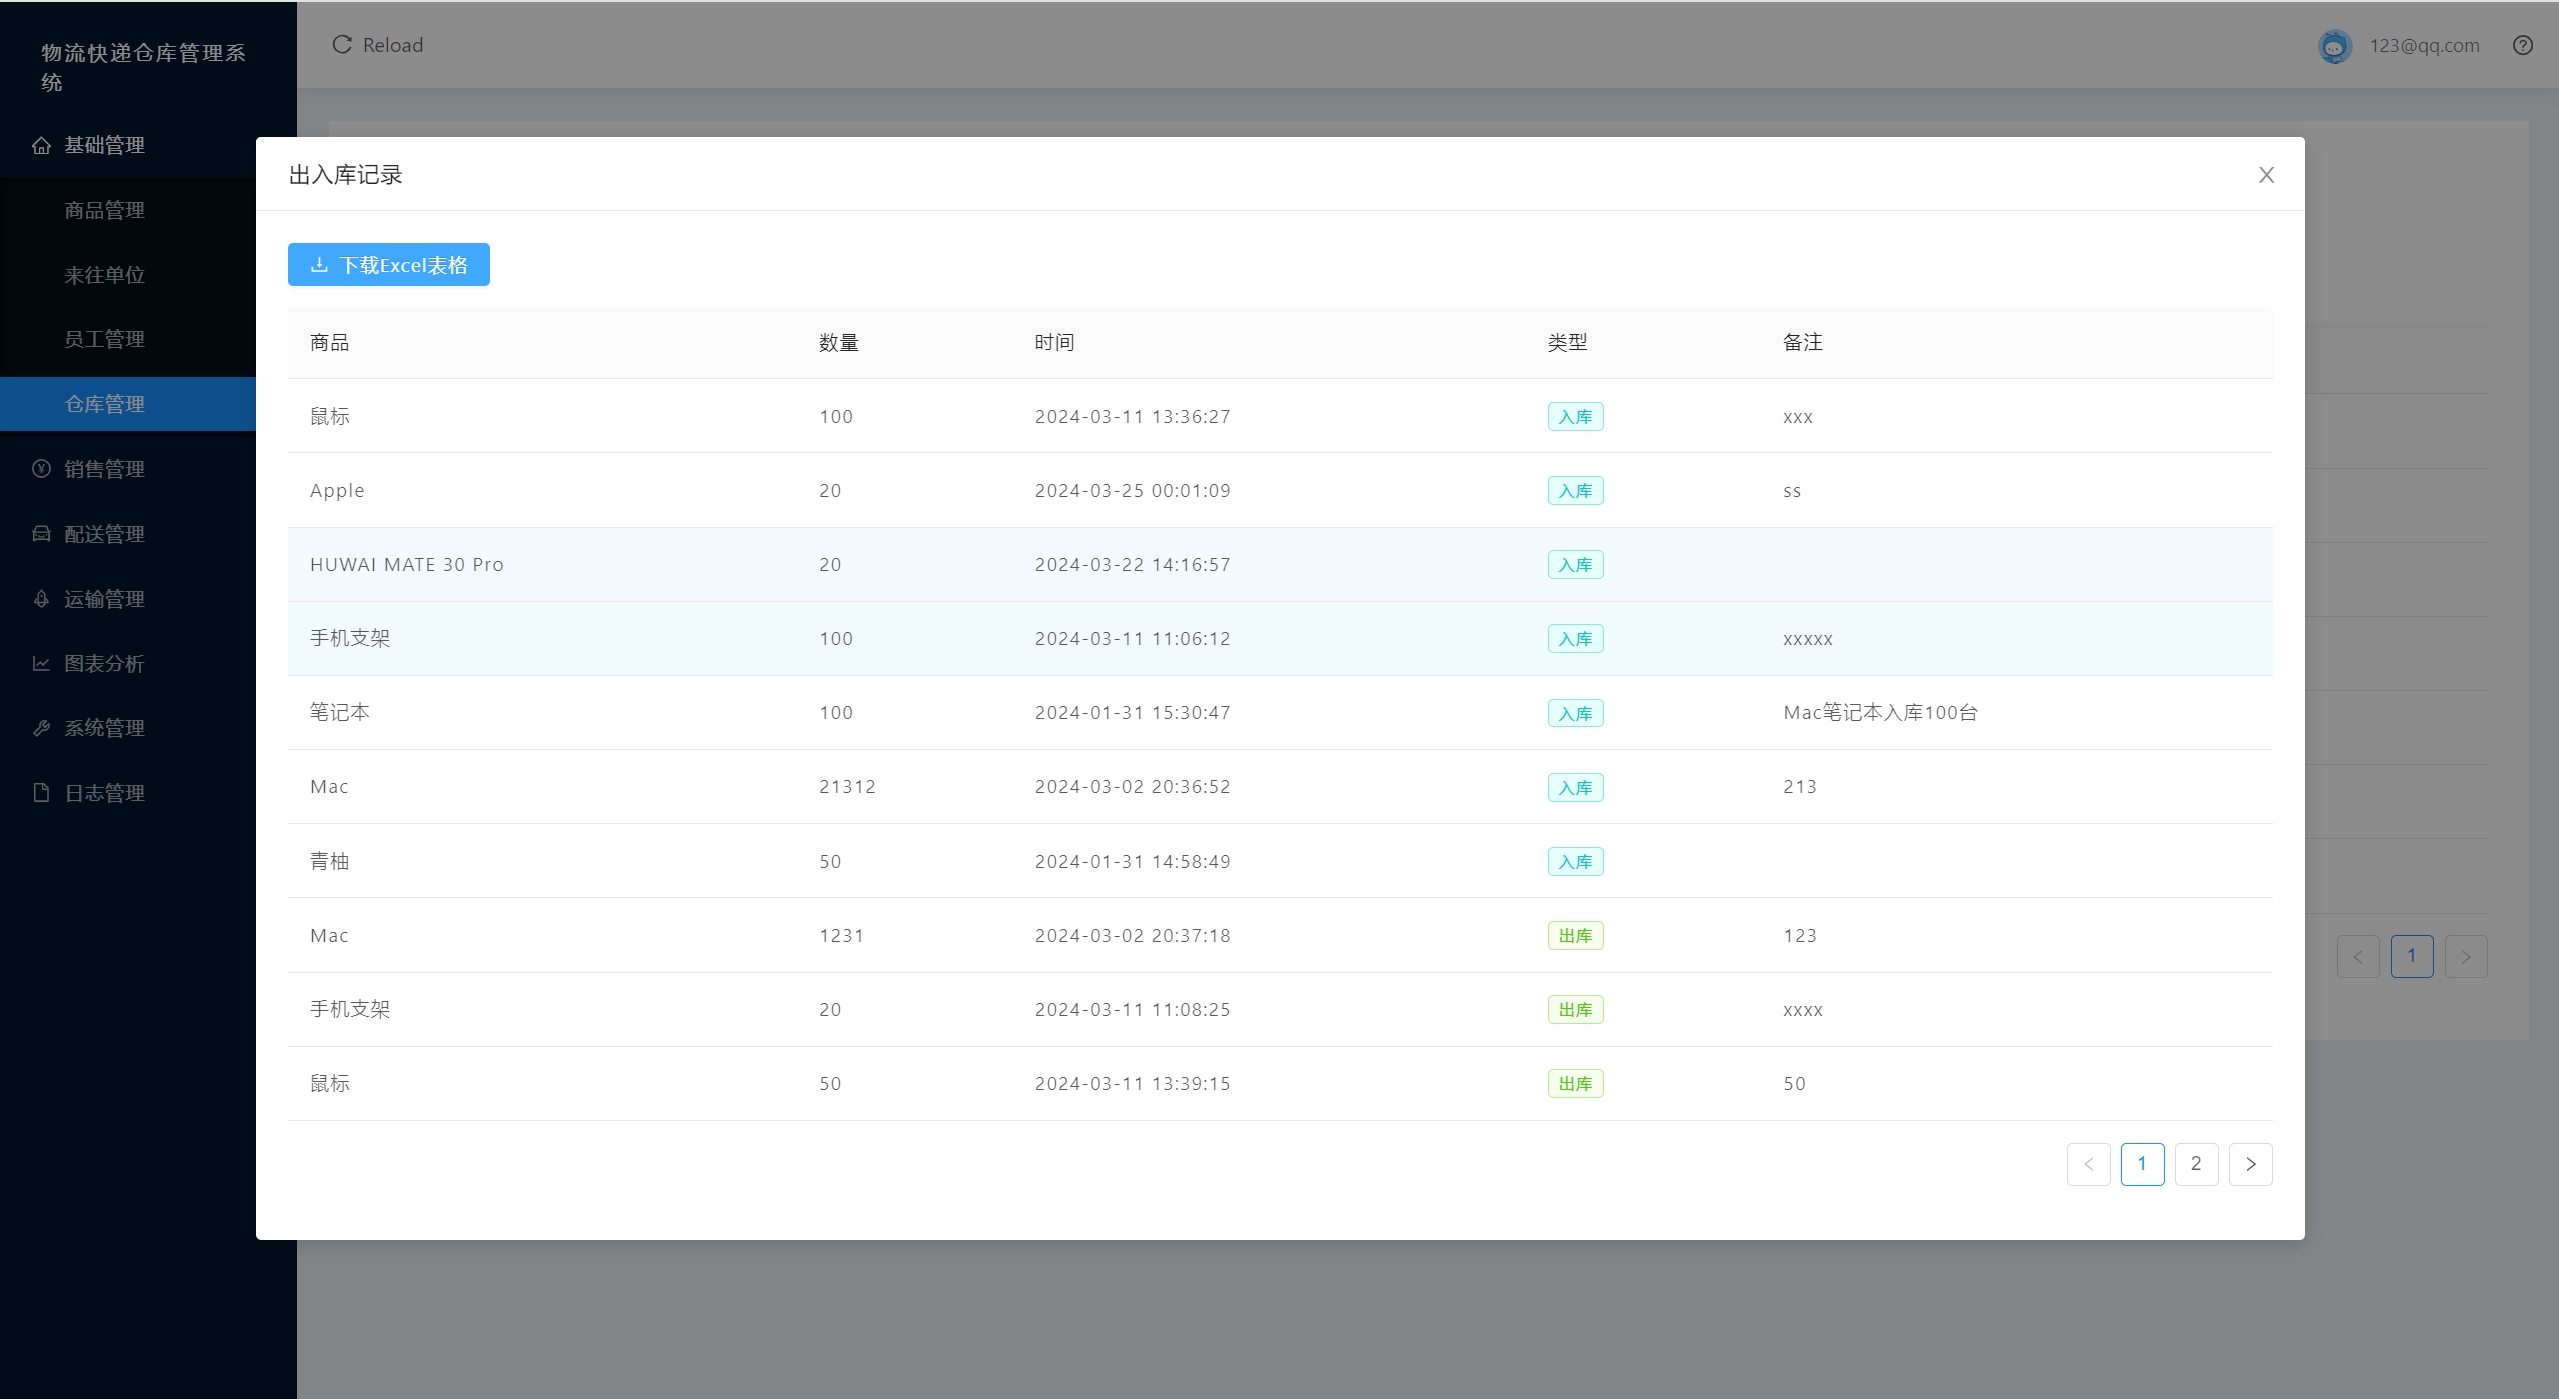 物流快递仓库管理系
统
Reload
123@qq.com
基础管理
商品管理
来往单位
员工管理
仓库管理
销售管理
配送管理
运输管理
图表分析
系统管理
日志管理
出入库记录
下载Excel表格
商品 数量 时间 类型 备注
鼠标 100 2024-03-11 13:36:27 入库 xxx
Apple 20 2024-03-25 00:01:09 入库 ss
HUWAI MATE 30 Pro 20 2024-03-22 14:16:57 入库
手机支架 100 2024-03-11 11:06:12 入库 xxxxx
笔记本 100 2024-01-31 15:30:47 入库 Mac笔记本入库100台
Mac 21312 2024-03-02 20:36:52 入库 213
青柚 50 2024-01-31 14:58:49 入库
Mac 1231 2024-03-02 20:37:18 出库 123
手机支架 20 2024-03-11 11:08:25 出库 xxxx
鼠标 50 2024-03-11 13:39:15 出库 50
< 1 2 >
< 1 >